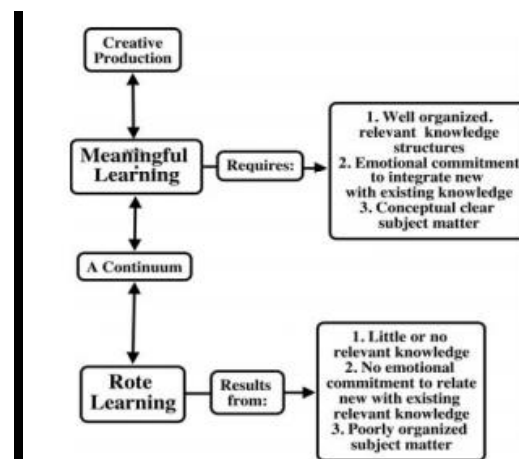 Creative
Production
Meaningful
Learning
Requires:
1. Well organized,
relevant knowledge
structures
2. Emotional commitment
to integrate new
with existing knowledge
3. Conceptual clear
subject matter
A Continuum
Rote
Learning
Results
from:
1. Little or no
relevant knowledge
2. No emotional
commitment to relate
new with existing
relevant knowledge
3. Poorly organized
subject matter